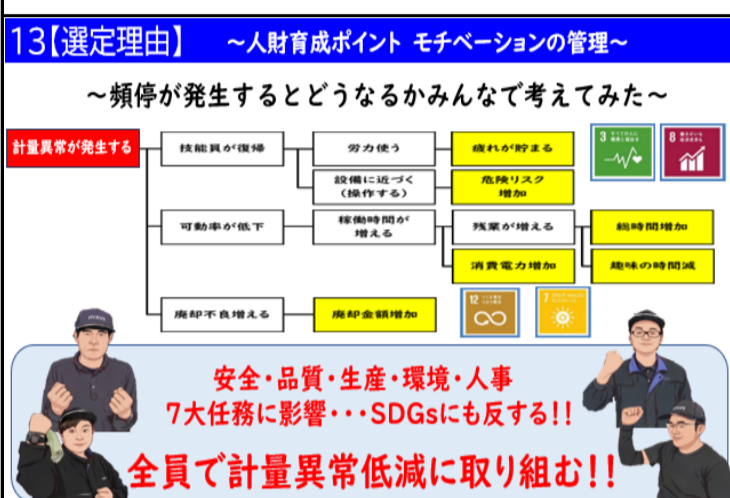 13【選定理由】 ～人財育成ポイント モチベーションの管理～
～頻停が発生するとどうなるかみんなで考えてみた～
計量異常が発生する
技能員が復帰
労力使う
疲れが貯まる
設備に近づく
(操作する)
危険リスク
増加
可動率が低下
稼働時間が
増える
残業が増える
総時間増加
消費電力増加
趣味の時間減
廃却不良増える
廃却金額増加
3
8
12
7
安全・品質・生産・環境・人事
7大任務に影響・・・SDGsにも反する!!
全員で計量異常低減に取り組む!!